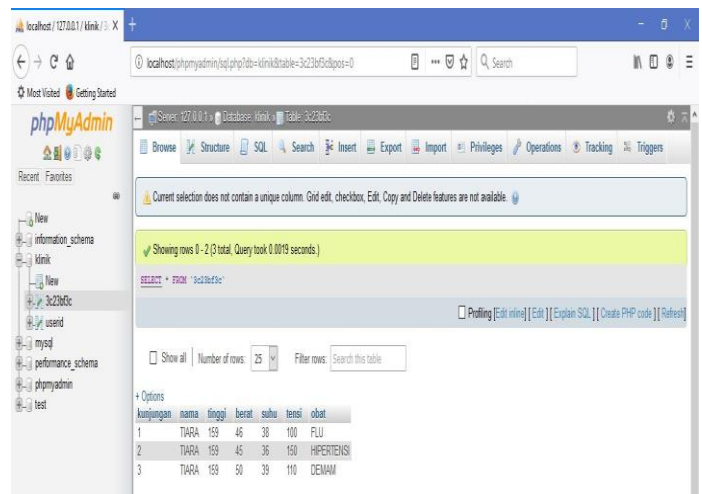 localhost / 127.0.0.1 / klinik / 3
localhost/phpmyadmin/sql.php?db=klinik&table=3c23bf3c&pos=0
Search
Most Visited Getting Started
phpMyAdmin
Recent Favorites
New
information_schema
klinik
New
3c23bf3c
userid
mysql
performance_schema
phpmyadmin
test
Server: 127.0.0.1 » Database: klinik » Table: 3c23bf3c
Browse Structure SQL Search Insert Export Import Privileges Operations Tracking Triggers
Current selection does not contain a unique column. Grid edit, checkbox, Edit, Copy and Delete features are not available.
Showing rows 0 - 2 (3 total, Query took 0.0019 seconds.)
SELECT * FROM `3c23bf3c`
Profiling [Edit inline] [ Edit ] [ Explain SQL ] [ Create PHP code ] [ Refresh]
Show all Number of rows: 25 Filter rows: Search this table
+ Options
kunjungan nama tinggi berat suhu tensi obat
1 TIARA 159 46 38 100 FLU
2 TIARA 159 45 36 150 HIPERTENSI
3 TIARA 159 50 39 110 DEMAM